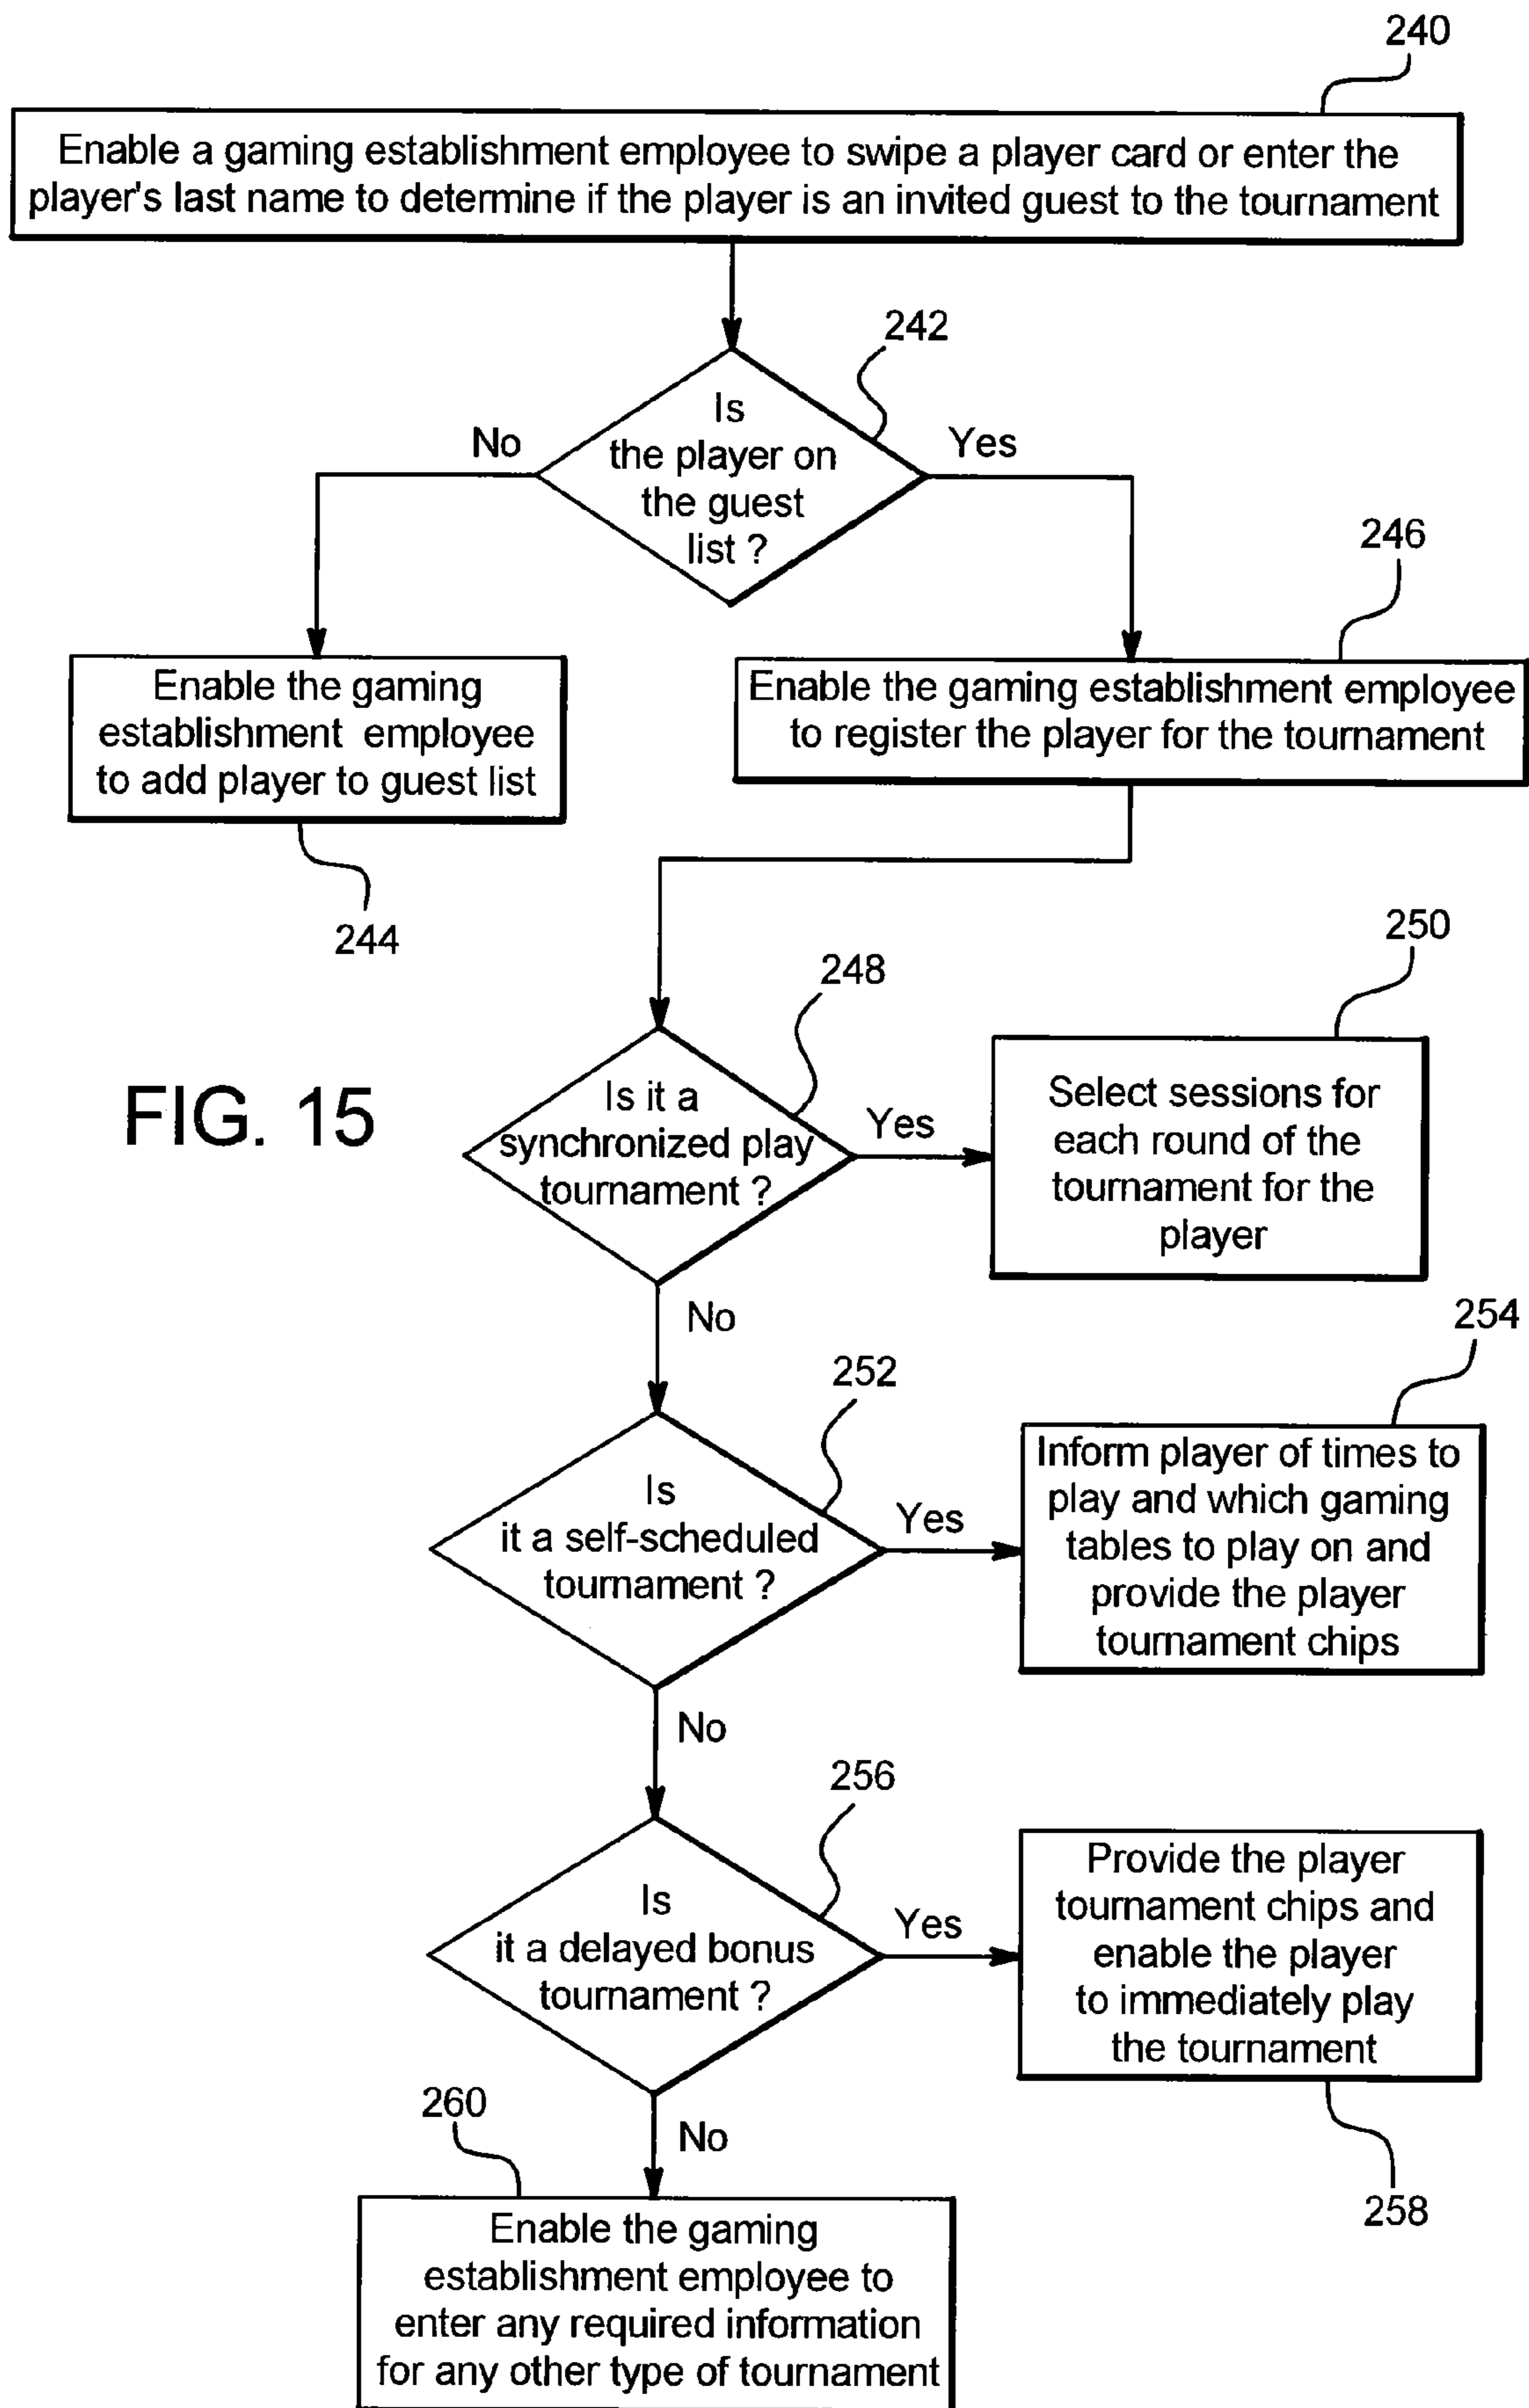 240
Enable a gaming establishment employee to swipe a player card or enter the
player's last name to determine if the player is an invited guest to the tournament
242
Is
the player on
the guest
list ?
No
Yes
246
Enable the gaming
establishment employee
to add player to guest list
244
Enable the gaming establishment employee
to register the player for the tournament
FIG. 15
248
Is it a
synchronized play
tournament ?
Yes
250
Select sessions for
each round of the
tournament for the
player
No
252
Is
it a self-scheduled
tournament ?
Yes
254
Inform player of times to
play and which gaming
tables to play on and
provide the player
tournament chips
No
256
Is
it a delayed bonus
tournament ?
Yes
Provide the player
tournament chips and
enable the player
to immediately play
the tournament
258
No
260
Enable the gaming
establishment employee to
enter any required information
for any other type of tournament